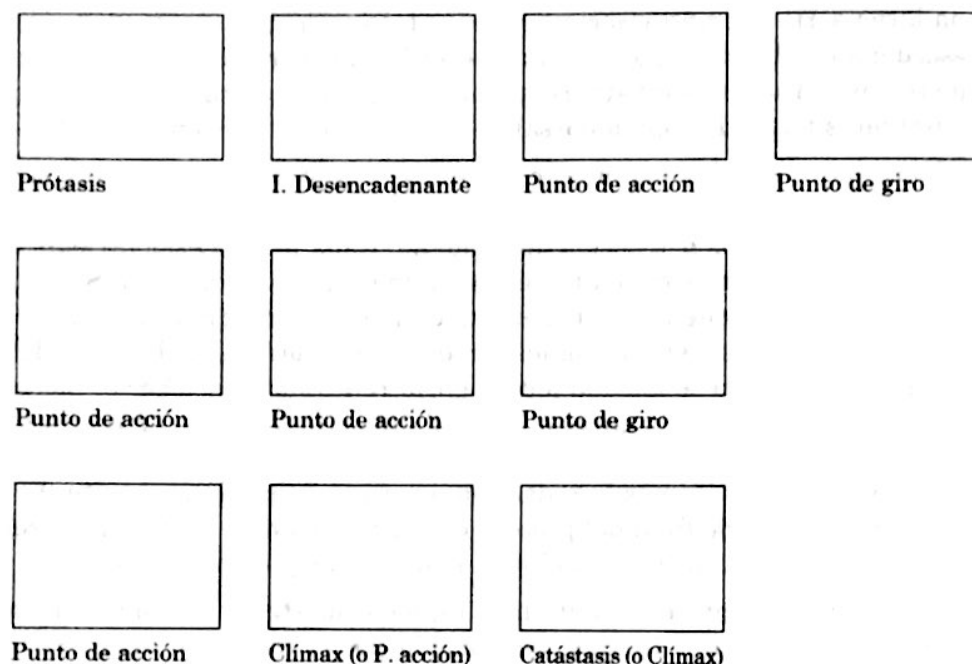 Prótasis
I. Desencadenante
Punto de acción
Punto de giro
Punto de acción
Punto de acción
Punto de giro
Punto de acción
Clímax (o P. acción)
Catástasis (o Clímax)